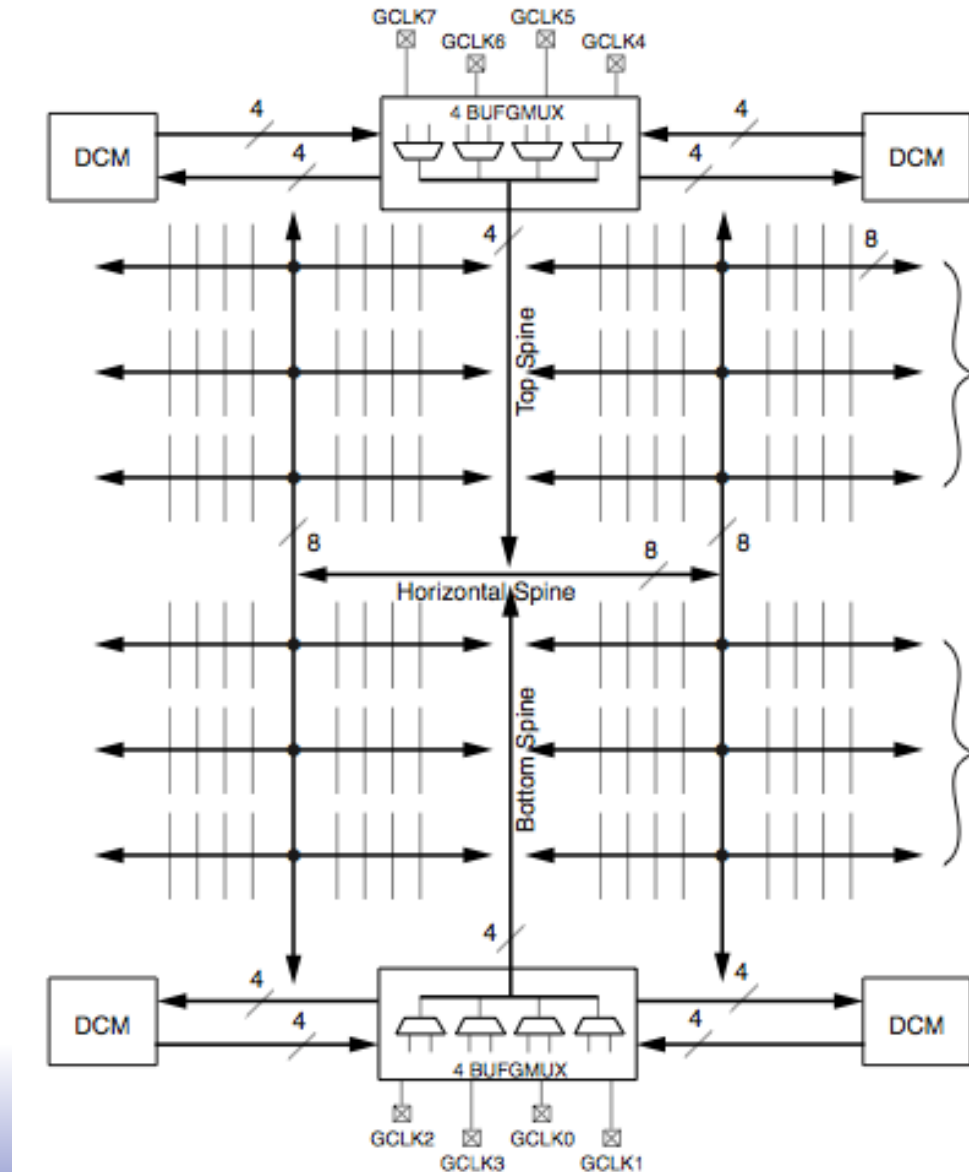 GCLK7
GCLK5
GCLK6
GCLK4
4
4 BUFGMUX
4
DCM
DCM
4
4
4
8
Top Spine
8
8
8
Horizontal Spine
Bottom Spine
4
4
4
DCM
DCM
4
4
4 BUFGMUX
GCLK2
GCLK0
GCLK3
GCLK1